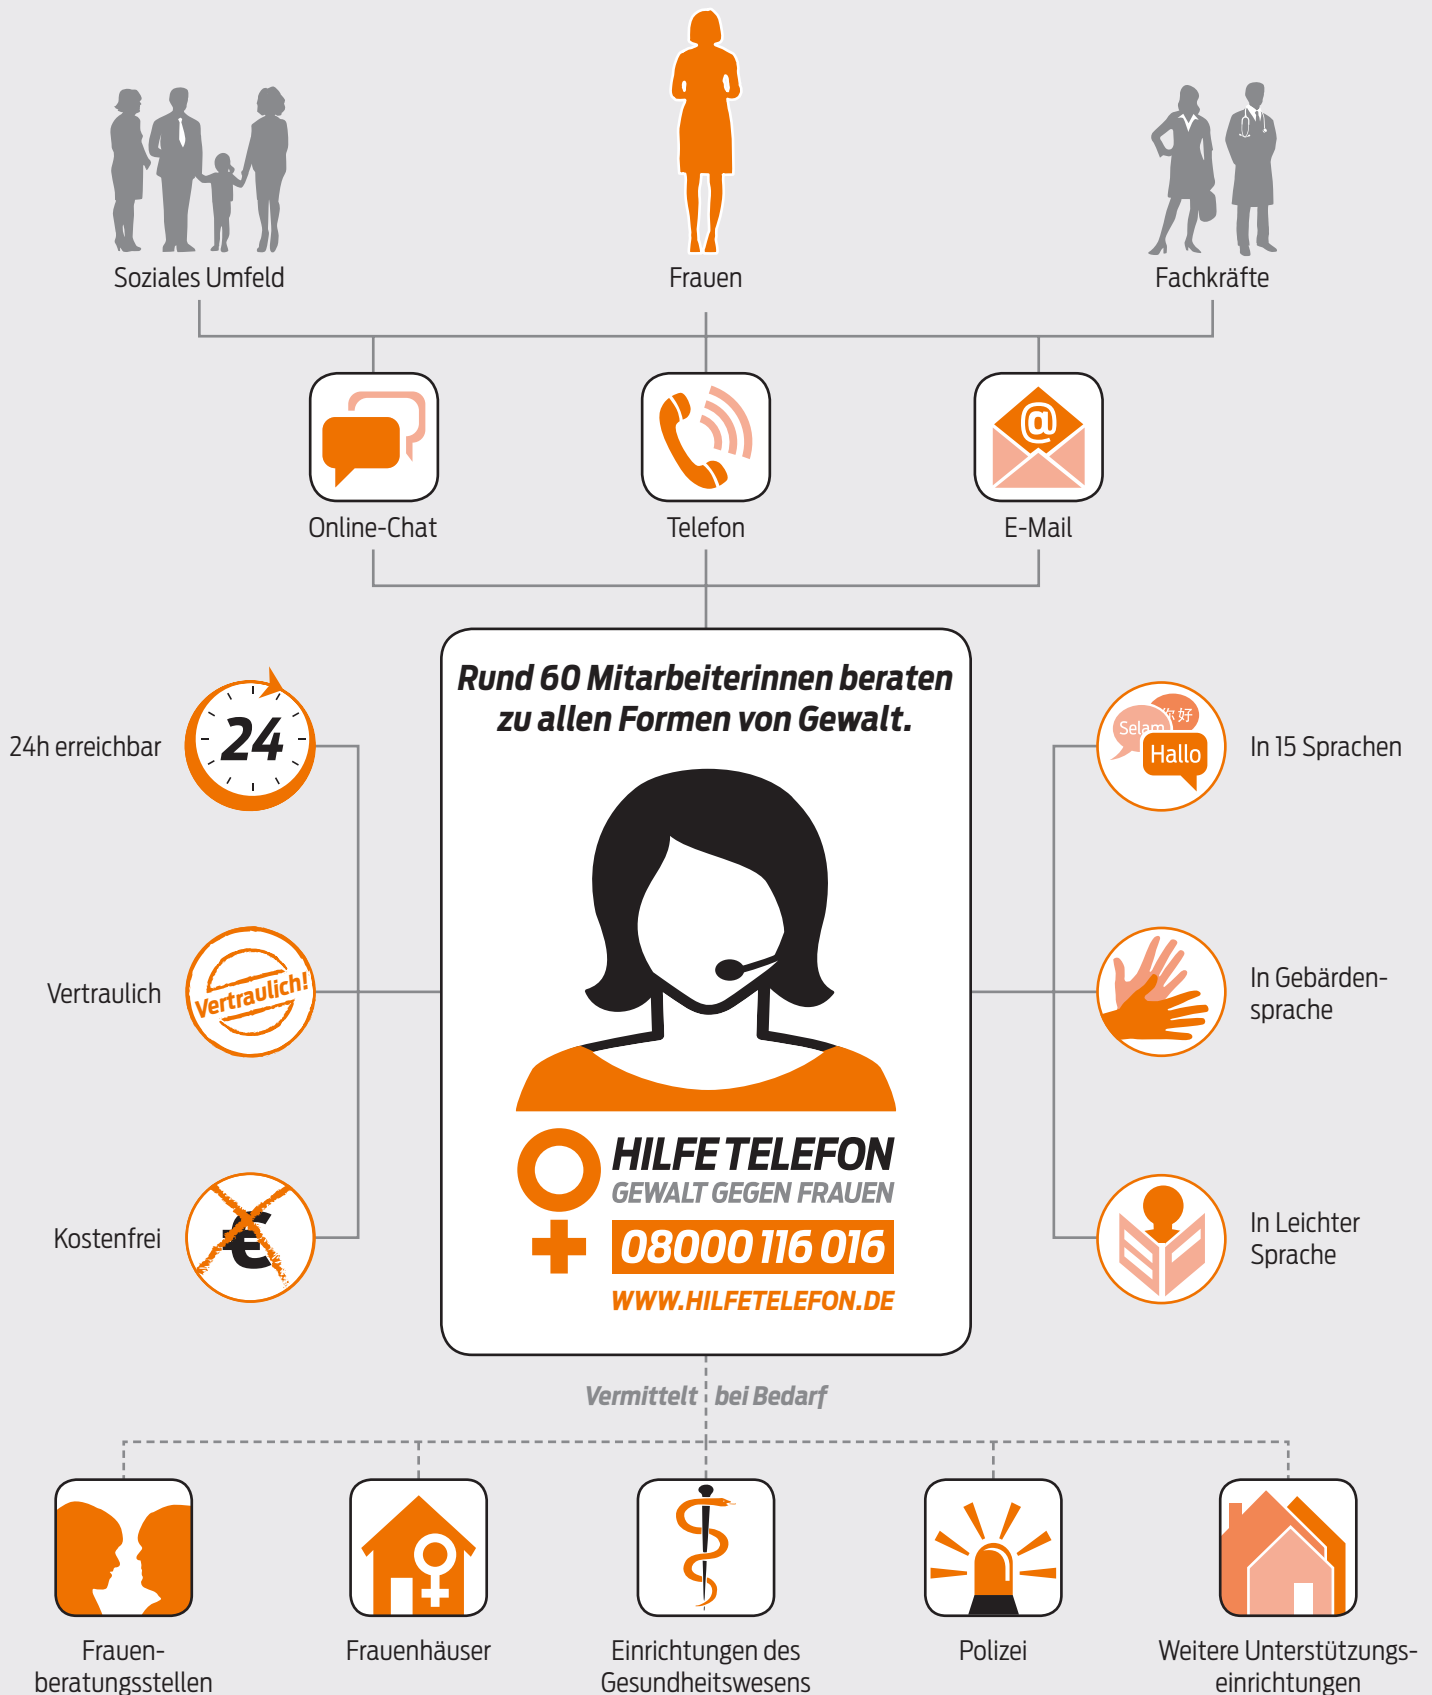 Soziales Umfeld
Frauen
Fachkräfte
@
Online-Chat
Telefon
E-Mail
Rund 60 Mitarbeiterinnen beraten
zu allen Formen von Gewalt.
24h erreichbar
24
Vertraulich
Vertraulich!
Kostenfrei
€
你好
Selam
Hallo
In 15 Sprachen
In Gebärden-
sprache
In Leichter
Sprache
HILFE TELEFON
GEWALT GEGEN FRAUEN
08000 116 016
WWW.HILFETELEFON.DE
Vermittelt bei Bedarf
Frauen-
beratungsstellen
Frauenhäuser
Einrichtungen des
Gesundheitswesens
Polizei
Weitere Unterstützungs-
einrichtungen